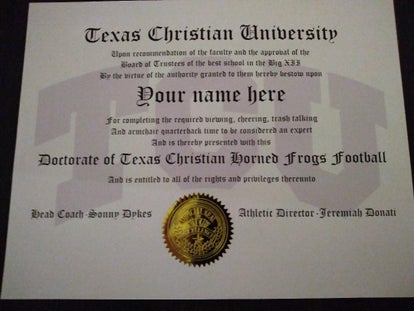 Texas Christian University
Upon recommendation of the faculty and the approval of the
Board of Trustees of the best school in the Big XII
By the virtue of the authority granted to them hereby bestow upon
Your name here
For completing the required viewing, cheering, trash talking
And armchair quarterback time to be considered an expert
And is hereby presented with this
Doctorate of Texas Christian Horned Frogs Football
And is entitled to all of the rights and privileges thereunto
Head Coach-Sonny Dykes
Athletic Director-Jeremiah Donati
TCU